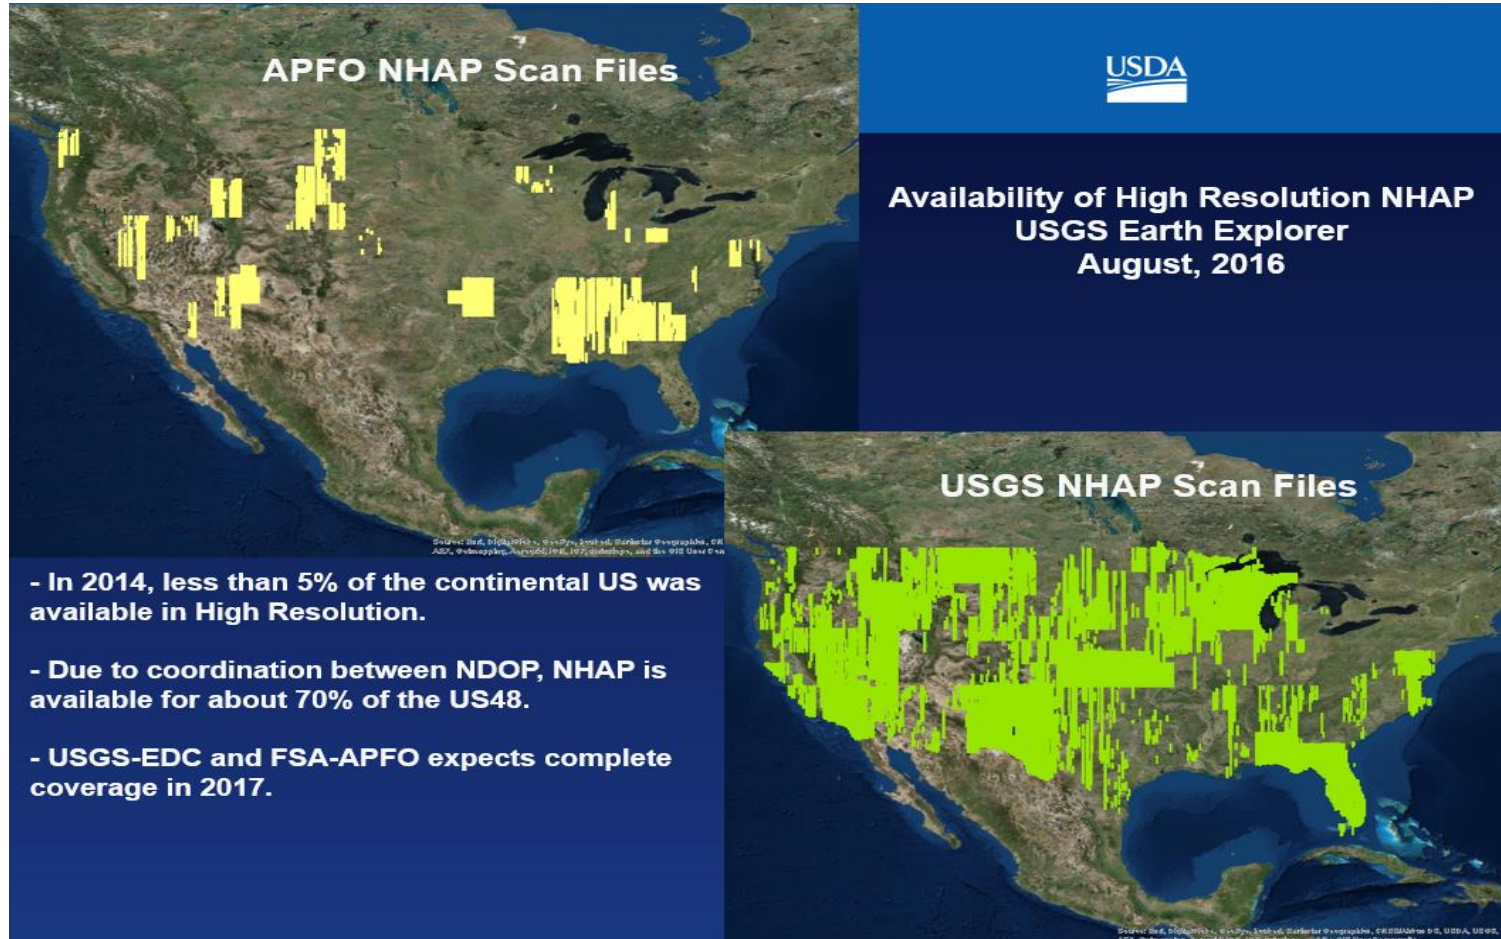 APFO NHAP Scan Files
USDA
Availability of High Resolution NHAP
USGS Earth Explorer
August, 2016
- In 2014, less than 5% of the continental US was
available in High Resolution.
- Due to coordination between NDOP, NHAP is
available for about 70% of the US48.
- USGS-EDC and FSA-APFO expects complete
coverage in 2017.
USGS NHAP Scan Files